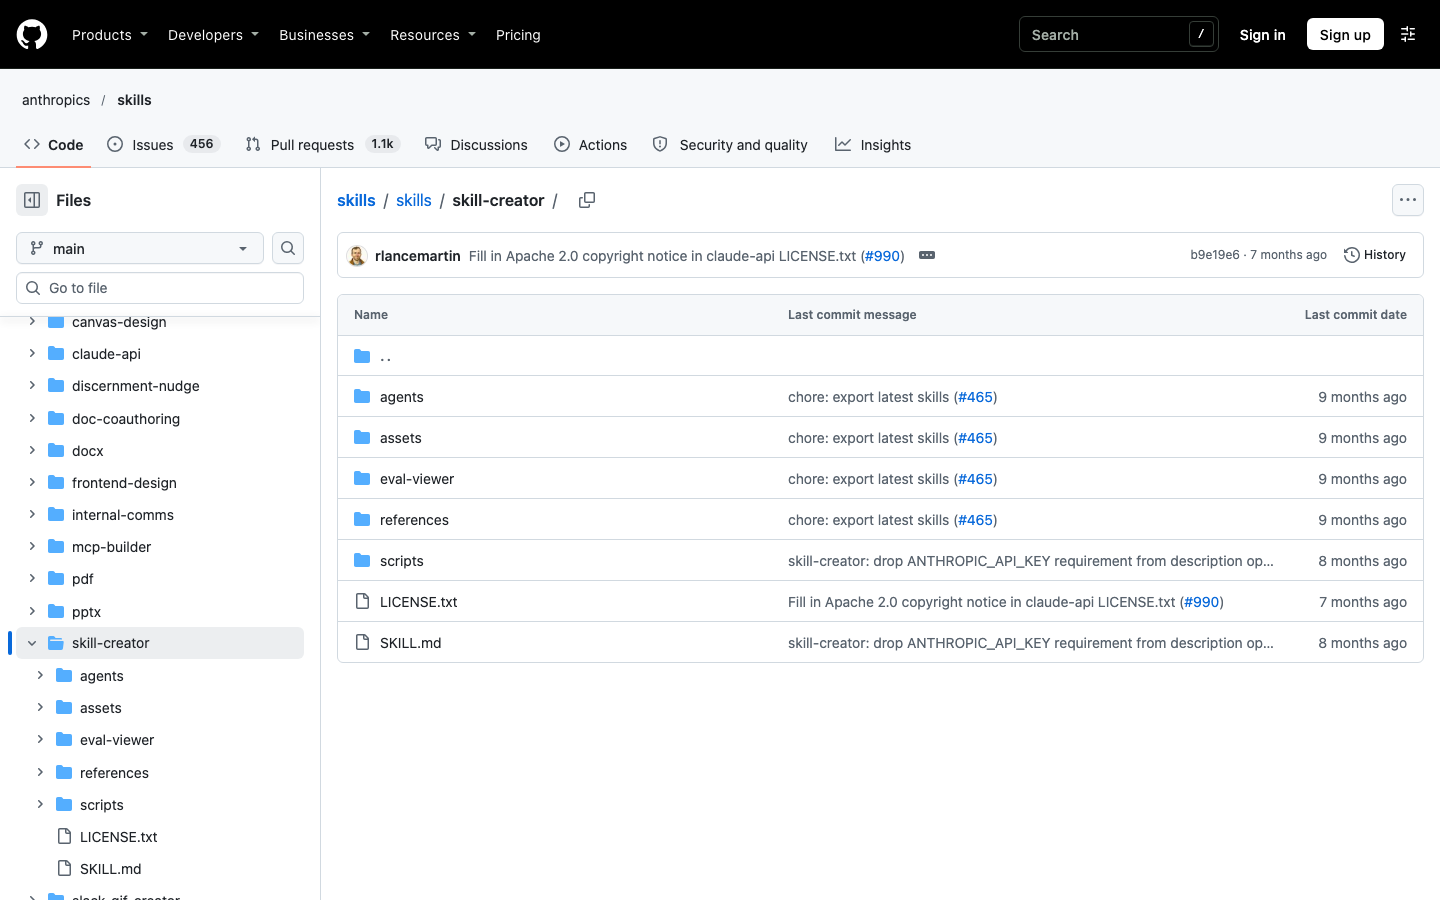 Products Developers Businesses Resources Pricing Search / Sign in Sign up
anthropics / skills
Code Issues 456 Pull requests 1.1k Discussions Actions Security and quality Insights
Files
main
Go to file
canvas-design
claude-api
discernment-nudge
doc-coauthoring
docx
frontend-design
internal-comms
mcp-builder
pdf
pptx
skill-creator
agents
assets
eval-viewer
references
scripts
LICENSE.txt
SKILL.md
slack-gif-creator
skills / skills / skill-creator /
rlancemartin Fill in Apache 2.0 copyright notice in claude-api LICENSE.txt (#990) b9e19e6 · 7 months ago History
Name Last commit message Last commit date
..
agents chore: export latest skills (#465) 9 months ago
assets chore: export latest skills (#465) 9 months ago
eval-viewer chore: export latest skills (#465) 9 months ago
references chore: export latest skills (#465) 9 months ago
scripts skill-creator: drop ANTHROPIC_API_KEY requirement from description op... 8 months ago
LICENSE.txt Fill in Apache 2.0 copyright notice in claude-api LICENSE.txt (#990) 7 months ago
SKILL.md skill-creator: drop ANTHROPIC_API_KEY requirement from description op... 8 months ago